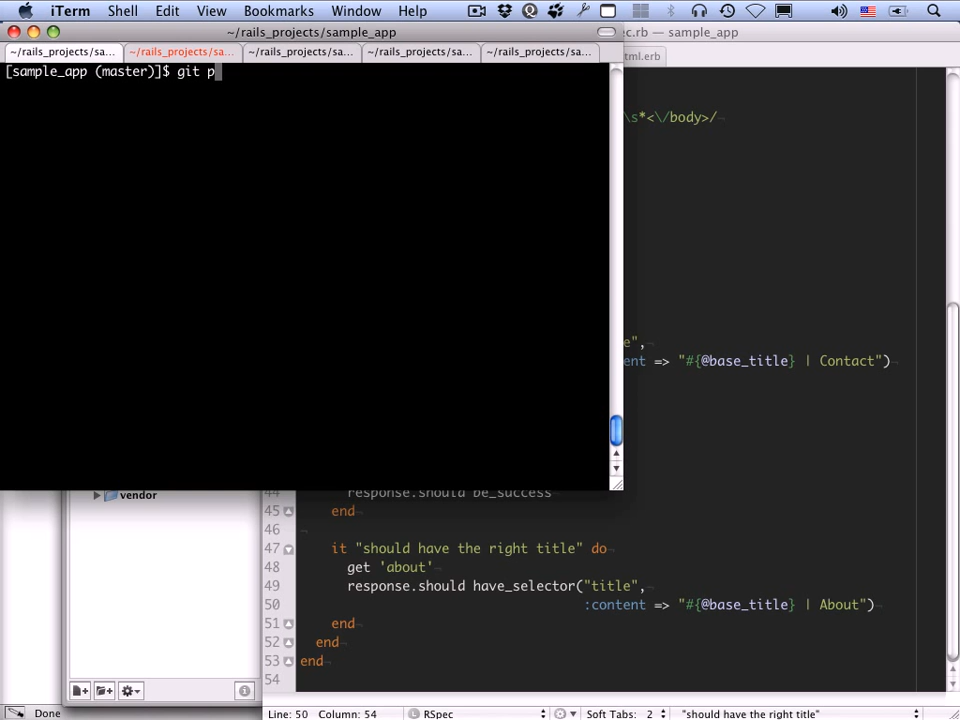 iTerm Shell Edit View Bookmarks Window Help
~/rails_projects/sample_app
ec.rb — sample_app
~/rails_projects/sa... ~/rails_projects/sa... ~/rails_projects/sa... ~/rails_projects/sa... ~/rails_projects/sa...
tml.erb
[sample_app (master)]$ git p
\s*<\/body>/
e",
ent => "#{@base_title} | Contact")
vendor
44 response.should be_success
45 end
46
47 it "should have the right title" do
48 get 'about'
49 response.should have_selector("title",
50 :content => "#{@base_title} | About")
51 end
52 end
53 end
54
Done
Line: 50 Column: 54
RSpec
Soft Tabs: 2
"should have the right title"